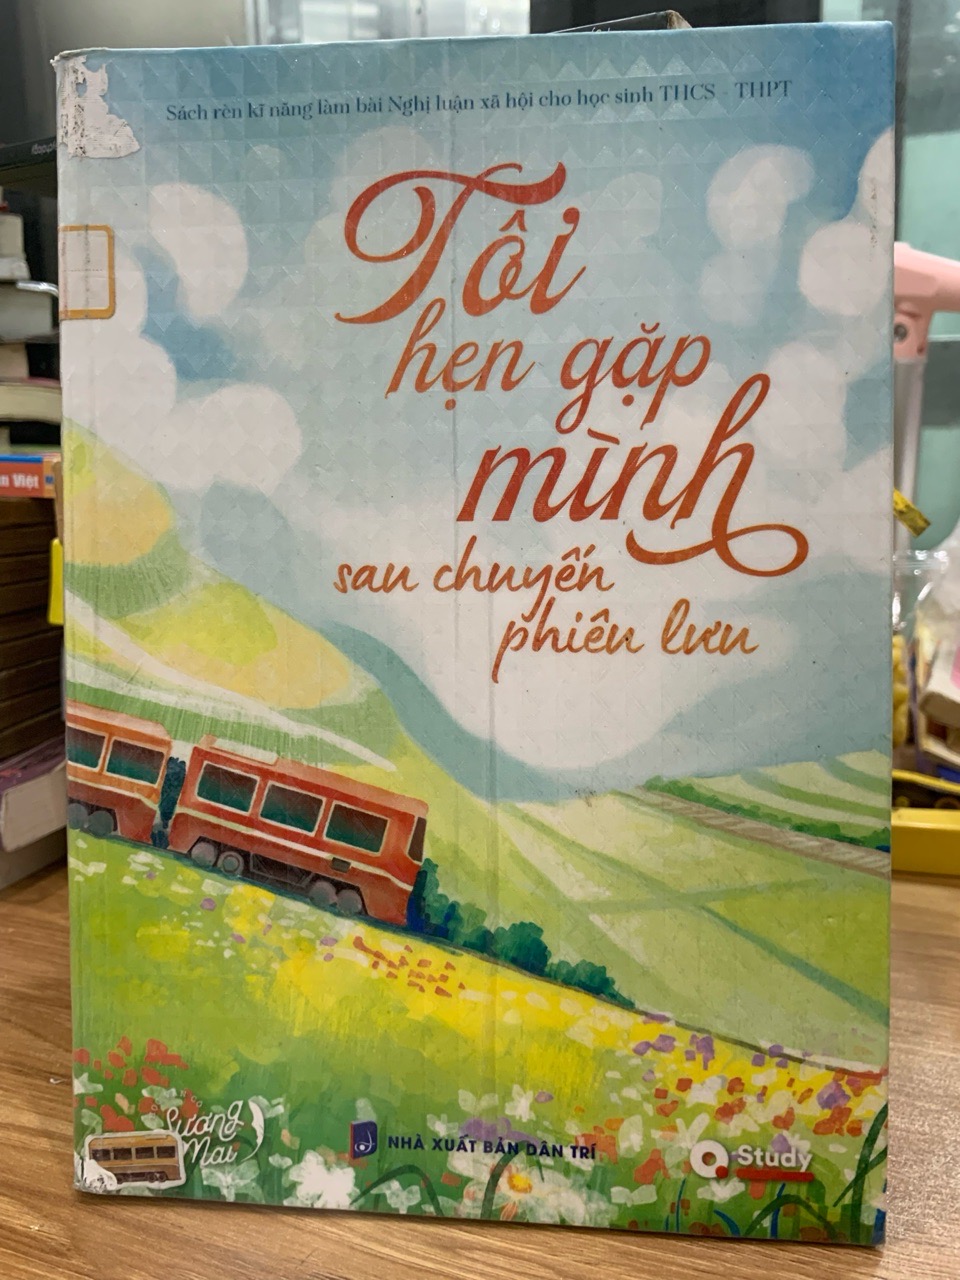 Sách rèn kĩ năng làm bài Nghị luận xã hội cho học sinh THCS - THPT
Tôi
hẹn gặp
mình
sau chuyến
phiêu lưu
n Việt
Sương
Mai
NHÀ XUẤT BẢN DÂN TRÍ
Study